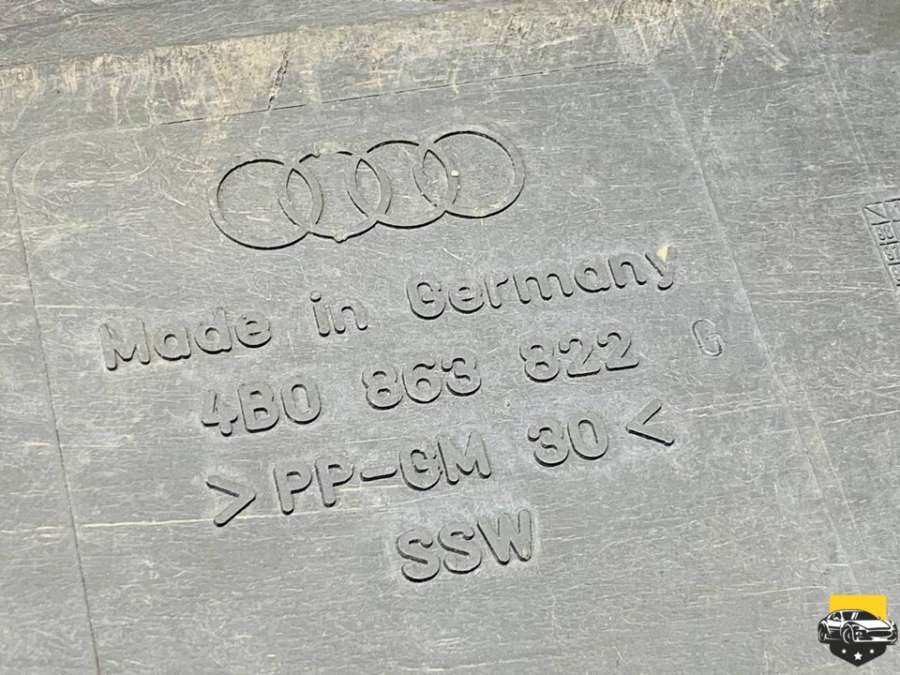 Made in Germany
4B0 863 822 G
>PP-GM 30<
SSW